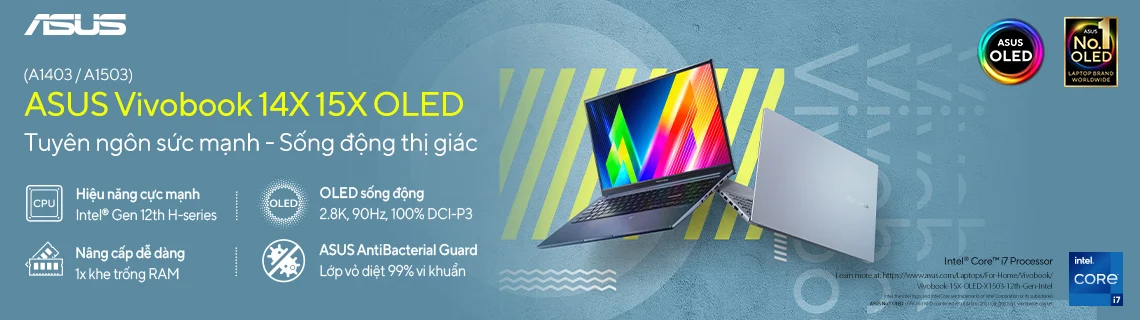 ASUS
(A1403 / A1503)
ASUS Vivobook 14X 15X OLED
Tuyên ngôn sức mạnh - Sống động thị giác
CPU
Hiệu năng cực mạnh
Intel® Gen 12th H-series
OLED
OLED sống động
2.8K, 90Hz, 100% DCI-P3
Nâng cấp dễ dàng
1x khe trống RAM
ASUS AntiBacterial Guard
Lớp vỏ diệt 99% vi khuẩn
ASUS
OLED
ASUS
No.1
OLED
LAPTOP BRAND
WORLDWIDE
Vivobook
Intel® Core™ i7 Processor
Learn more at: https://www.asus.com/Laptops/For-Home/Vivobook/
Vivobook-15X-OLED-X1503-12th-Gen-Intel
intel
CORE
i7